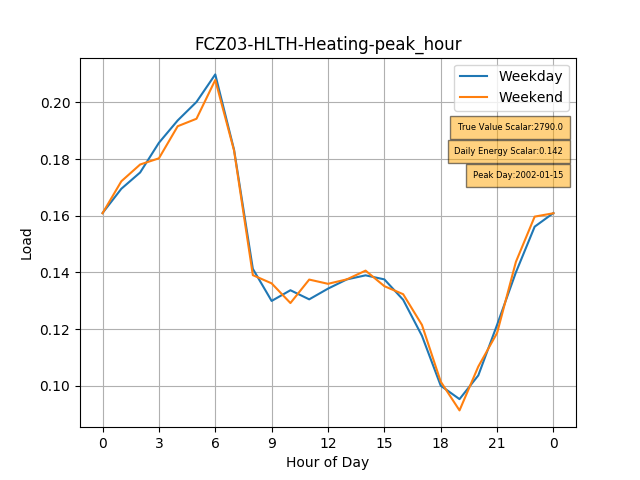 FCZ03-HLTH-Heating-peak_hour
Weekday
Weekend
True Value Scalar:2790.0
Daily Energy Scalar:0.142
Peak Day:2002-01-15
Load
0.20
0.18
0.16
0.14
0.12
0.10
0 3 6 9 12 15 18 21 0
Hour of Day